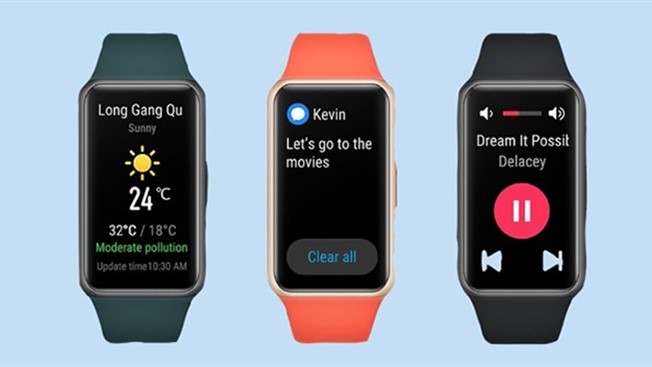 Long Gang Qu
Sunny
24 ℃
32°C / 18°C
Moderate pollution
Update time10:30 AM
Kevin
Let's go to the
movies
Clear all
Dream It Possib
Delacey